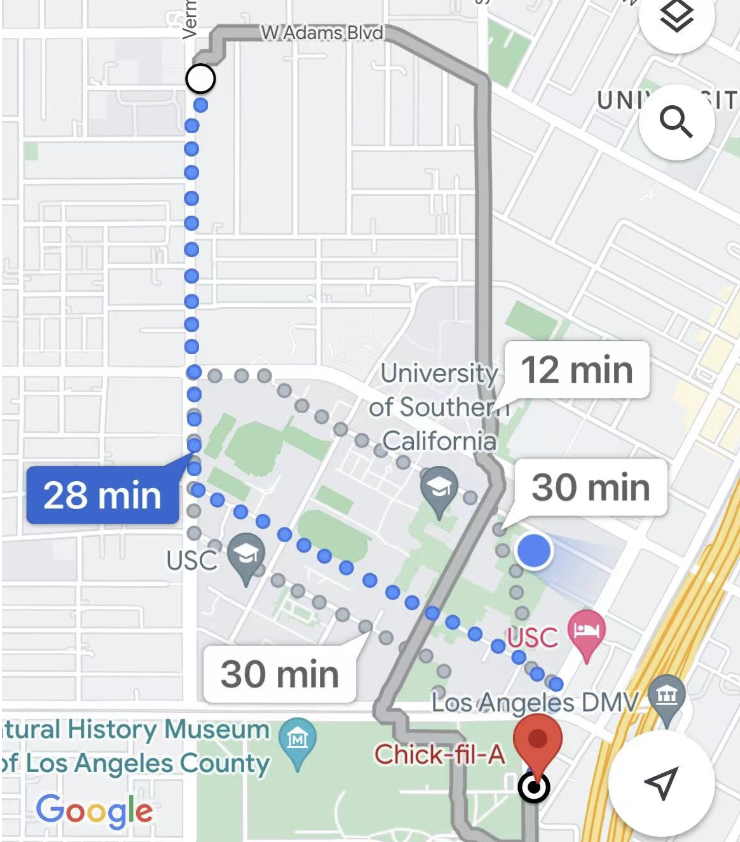 Verm
W Adams Blvd
UNIV
SIT
University
of Southern
California
12 min
30 min
28 min
USC
30 min
USC
Los Angeles DMV
tural History Museum
of Los Angeles County
Chick-fil-A
Google